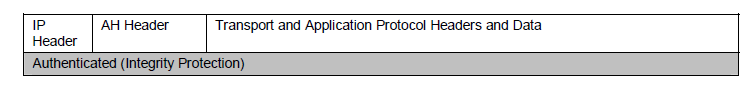 IP Header
AH Header
Transport and Application Protocol Headers and Data
Authenticated (Integrity Protection)